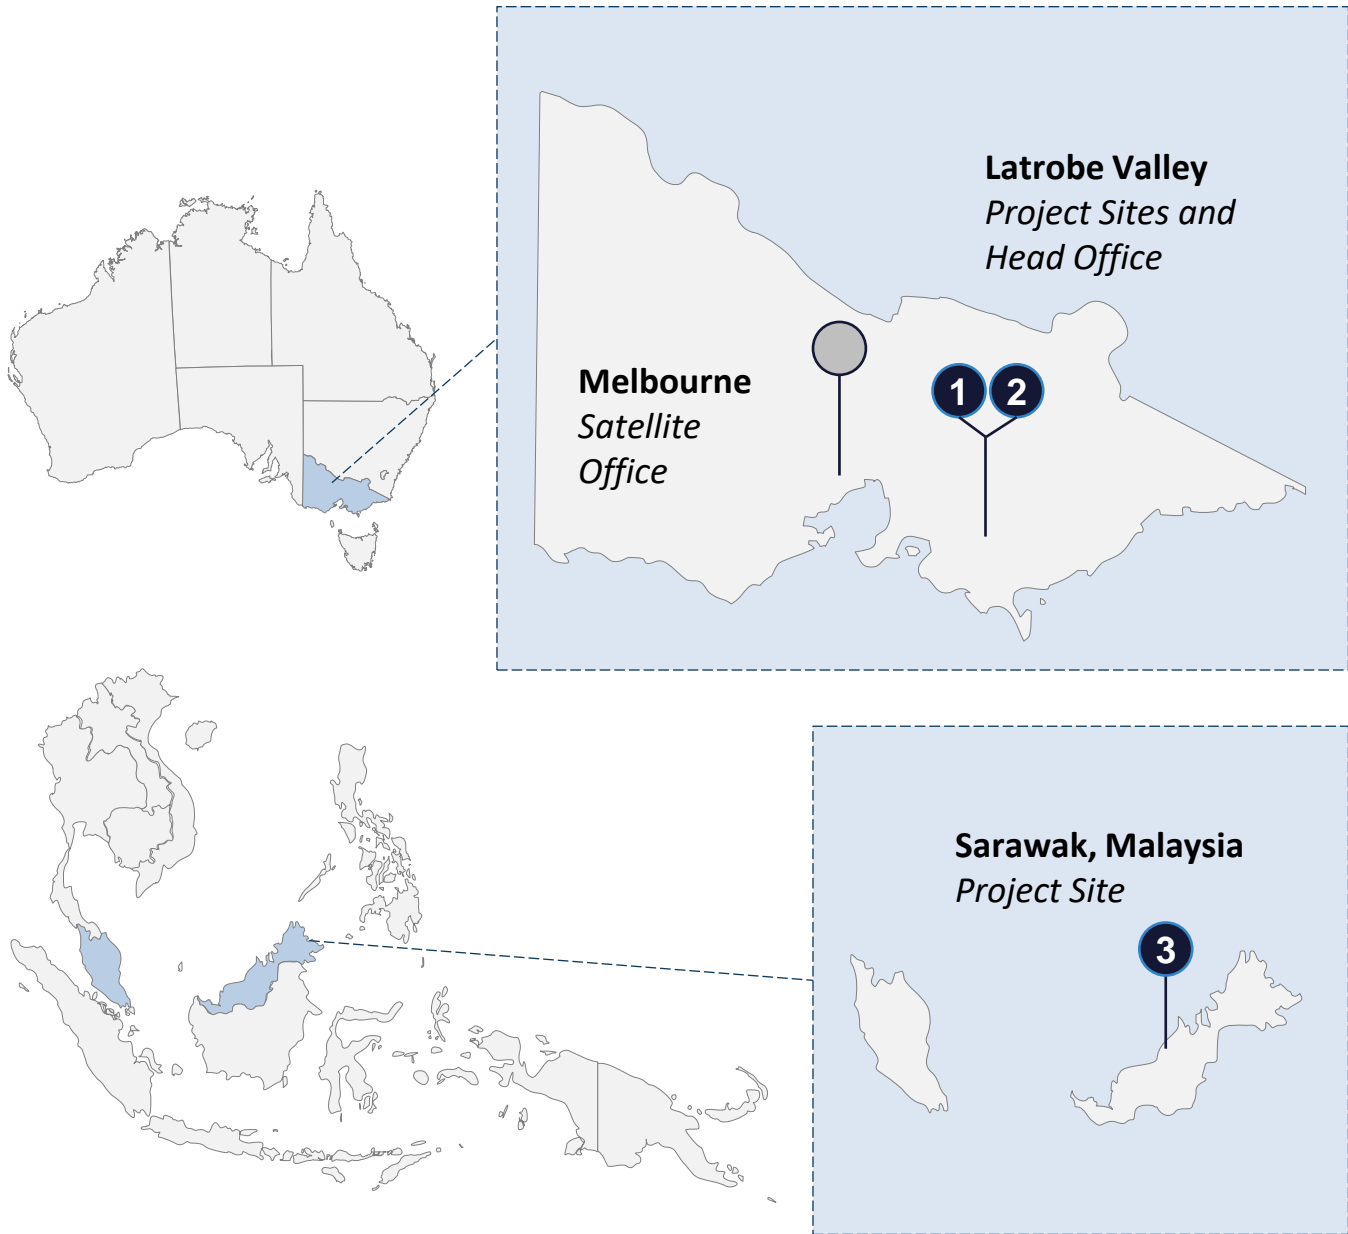 Latrobe Valley
Project Sites and
Head Office
Melbourne
Satellite
Office
1
2
Sarawak, Malaysia
Project Site
3